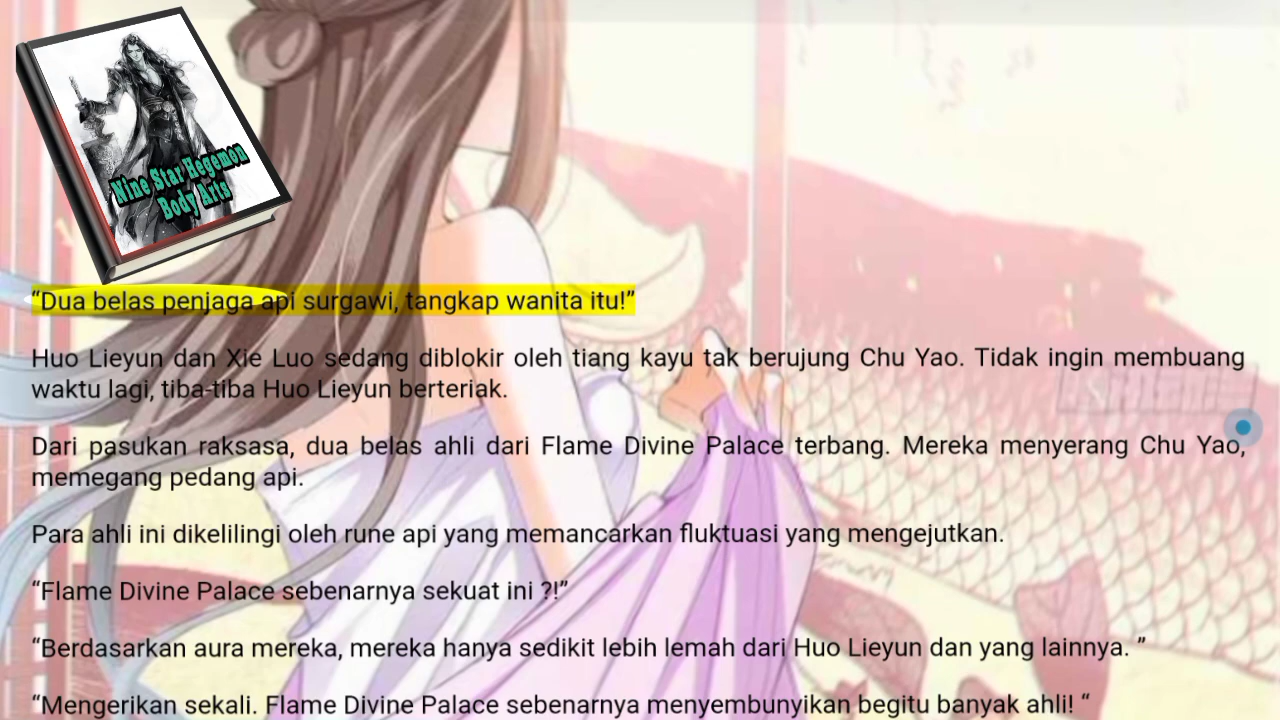 Nine Star Hegemon
Body Arts
“Dua belas penjaga api surgawi, tangkap wanita itu!”
Huo Lieyun dan Xie Luo sedang diblokir oleh tiang kayu tak berujung Chu Yao. Tidak ingin membuang
waktu lagi, tiba-tiba Huo Lieyun berteriak.
Dari pasukan raksasa, dua belas ahli dari Flame Divine Palace terbang. Mereka menyerang Chu Yao,
memegang pedang api.
Para ahli ini dikelilingi oleh rune api yang memancarkan fluktuasi yang mengejutkan.
“Flame Divine Palace sebenarnya sekuat ini ?!”
“Berdasarkan aura mereka, mereka hanya sedikit lebih lemah dari Huo Lieyun dan yang lainnya. ”
“Mengerikan sekali. Flame Divine Palace sebenarnya menyembunyikan begitu banyak ahli! “